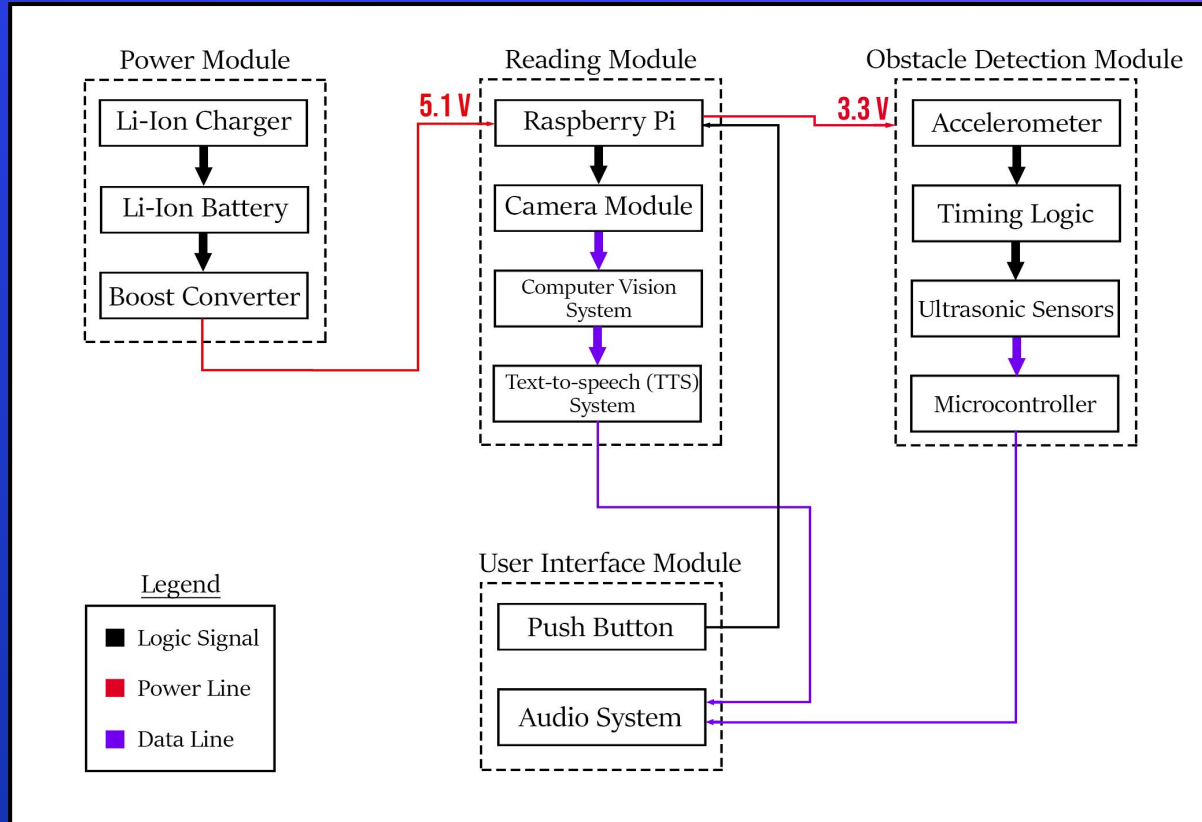 Power Module
Li-Ion Charger
Li-Ion Battery
Boost Converter
5.1 V
Reading Module
Raspberry Pi
Camera Module
Computer Vision
System
Text-to-speech (TTS)
System
3.3 V
Obstacle Detection Module
Accelerometer
Timing Logic
Ultrasonic Sensors
Microcontroller
User Interface Module
Push Button
Audio System
Legend
Logic Signal
Power Line
Data Line